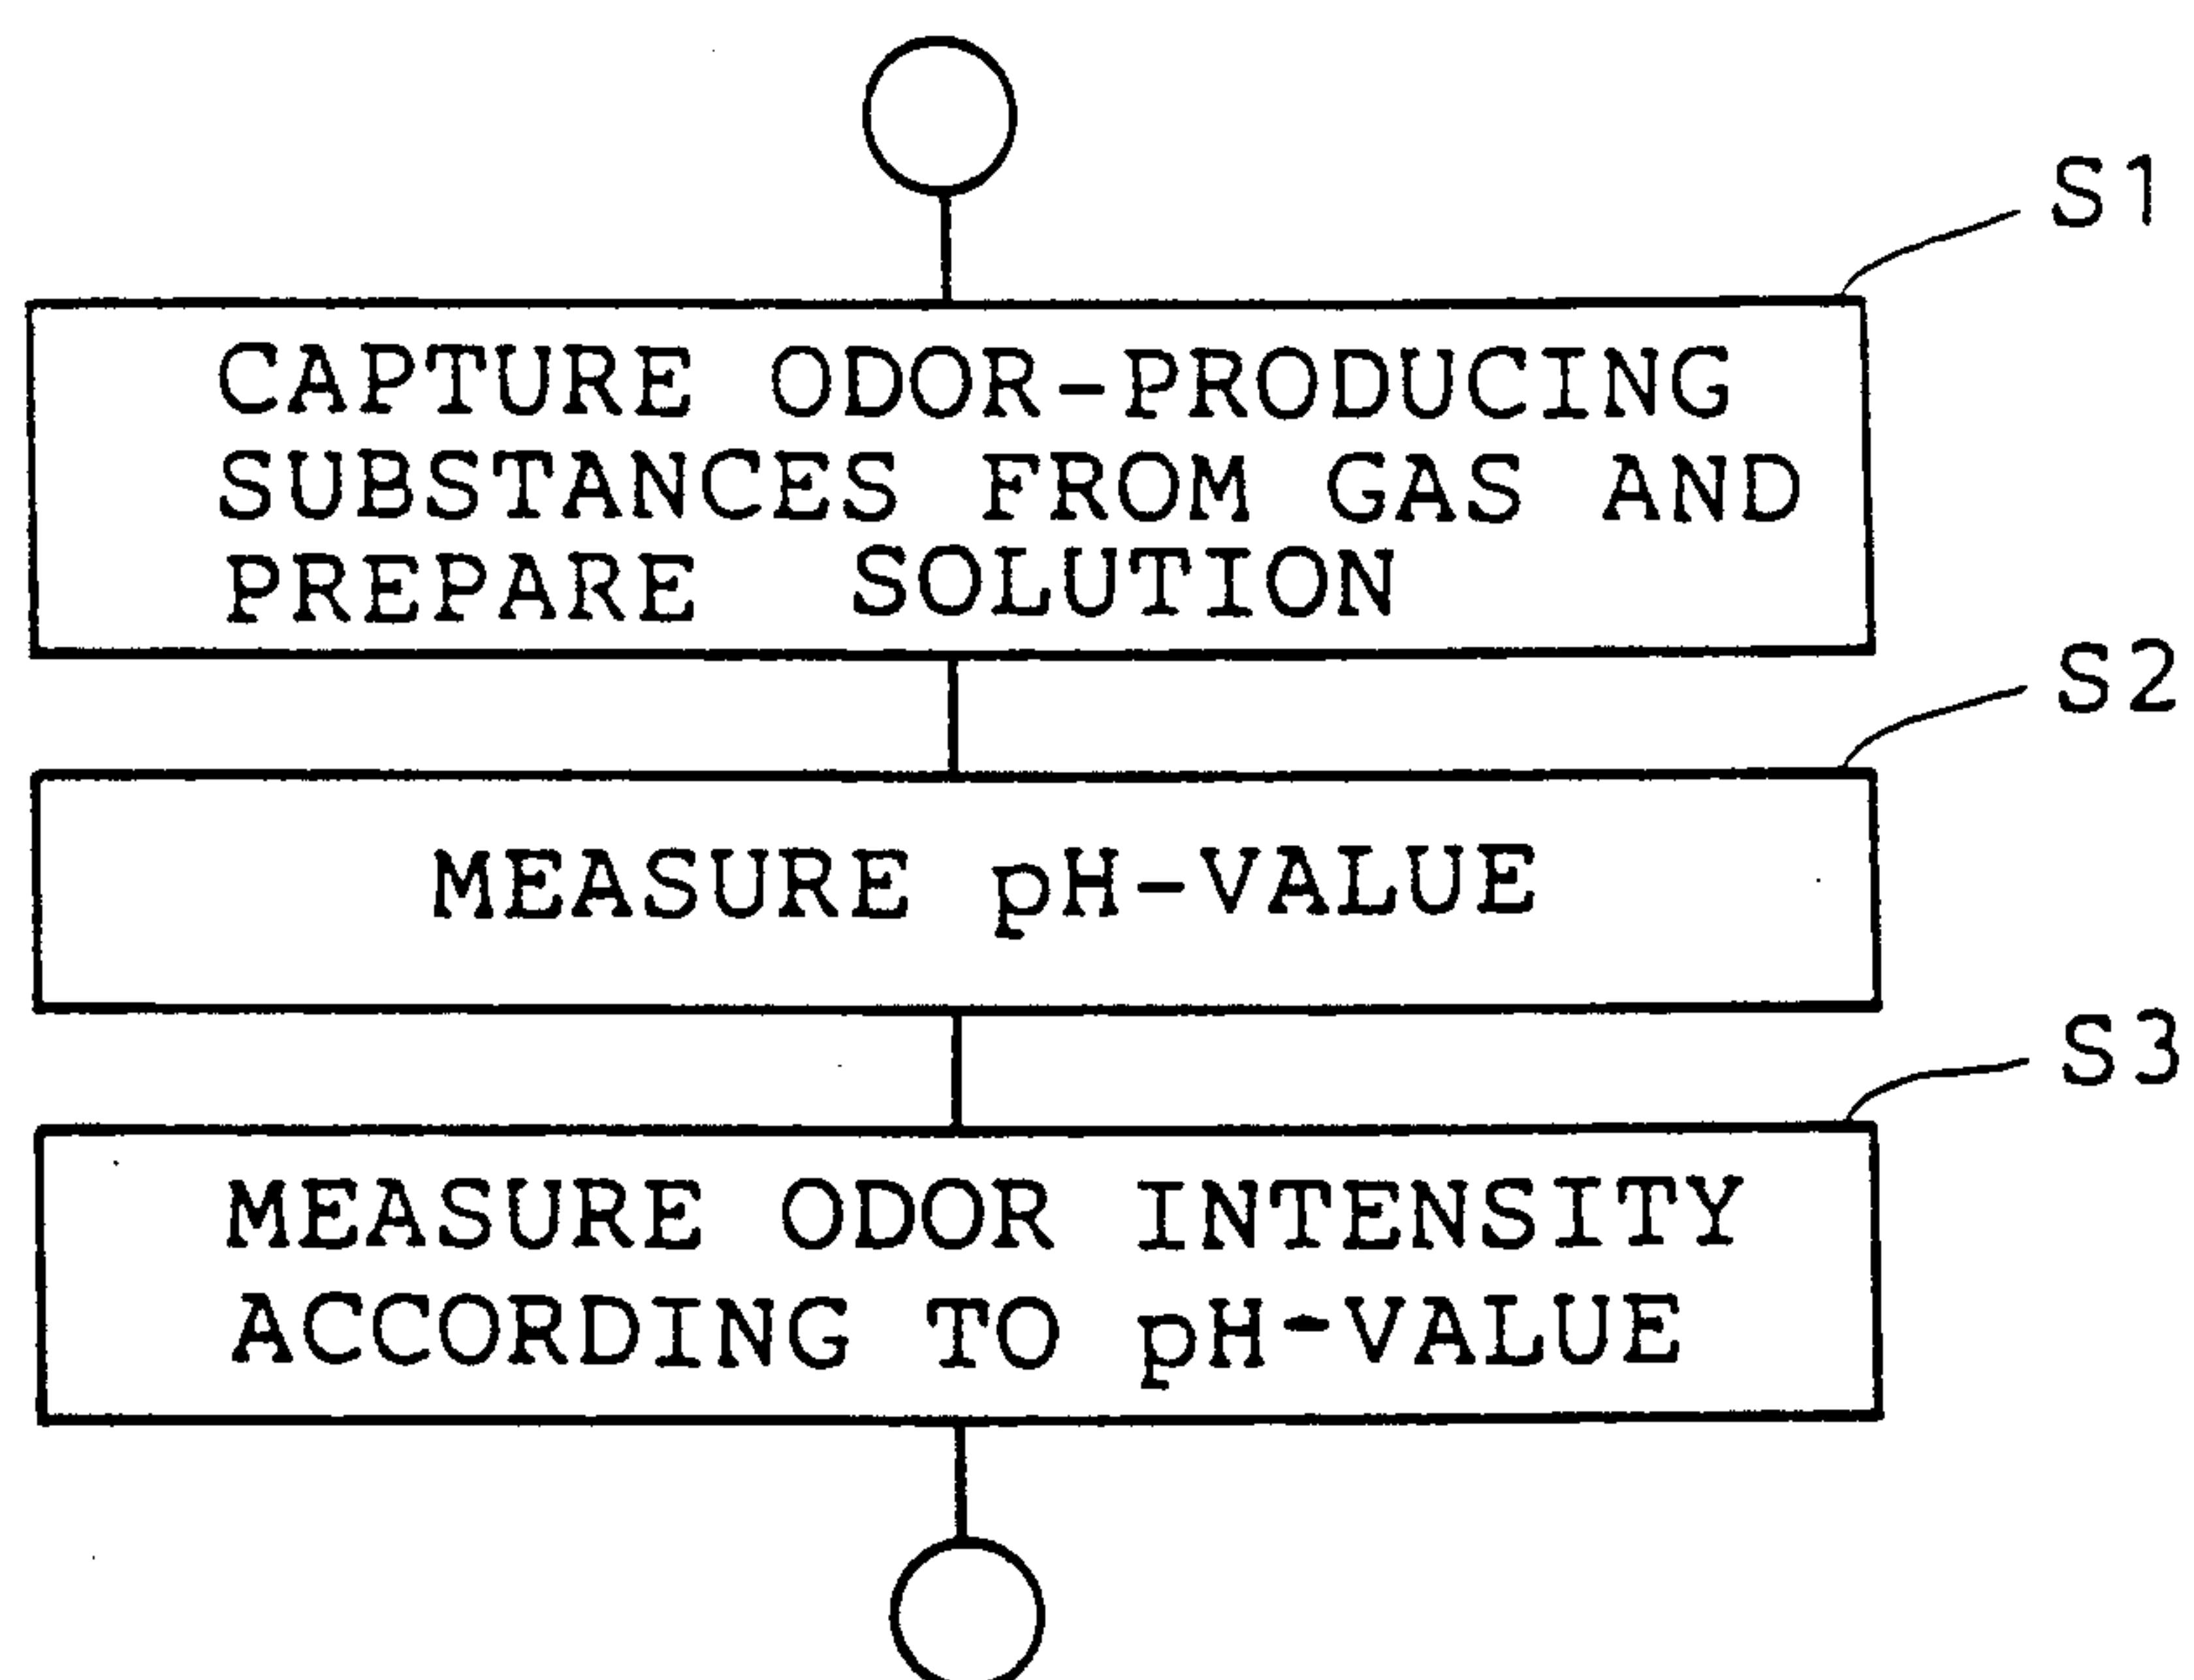 S1
CAPTURE ODOR-PRODUCING
SUBSTANCES FROM GAS AND
PREPARE SOLUTION
S2
MEASURE pH-VALUE
S3
MEASURE ODOR INTENSITY
ACCORDING TO pH-VALUE